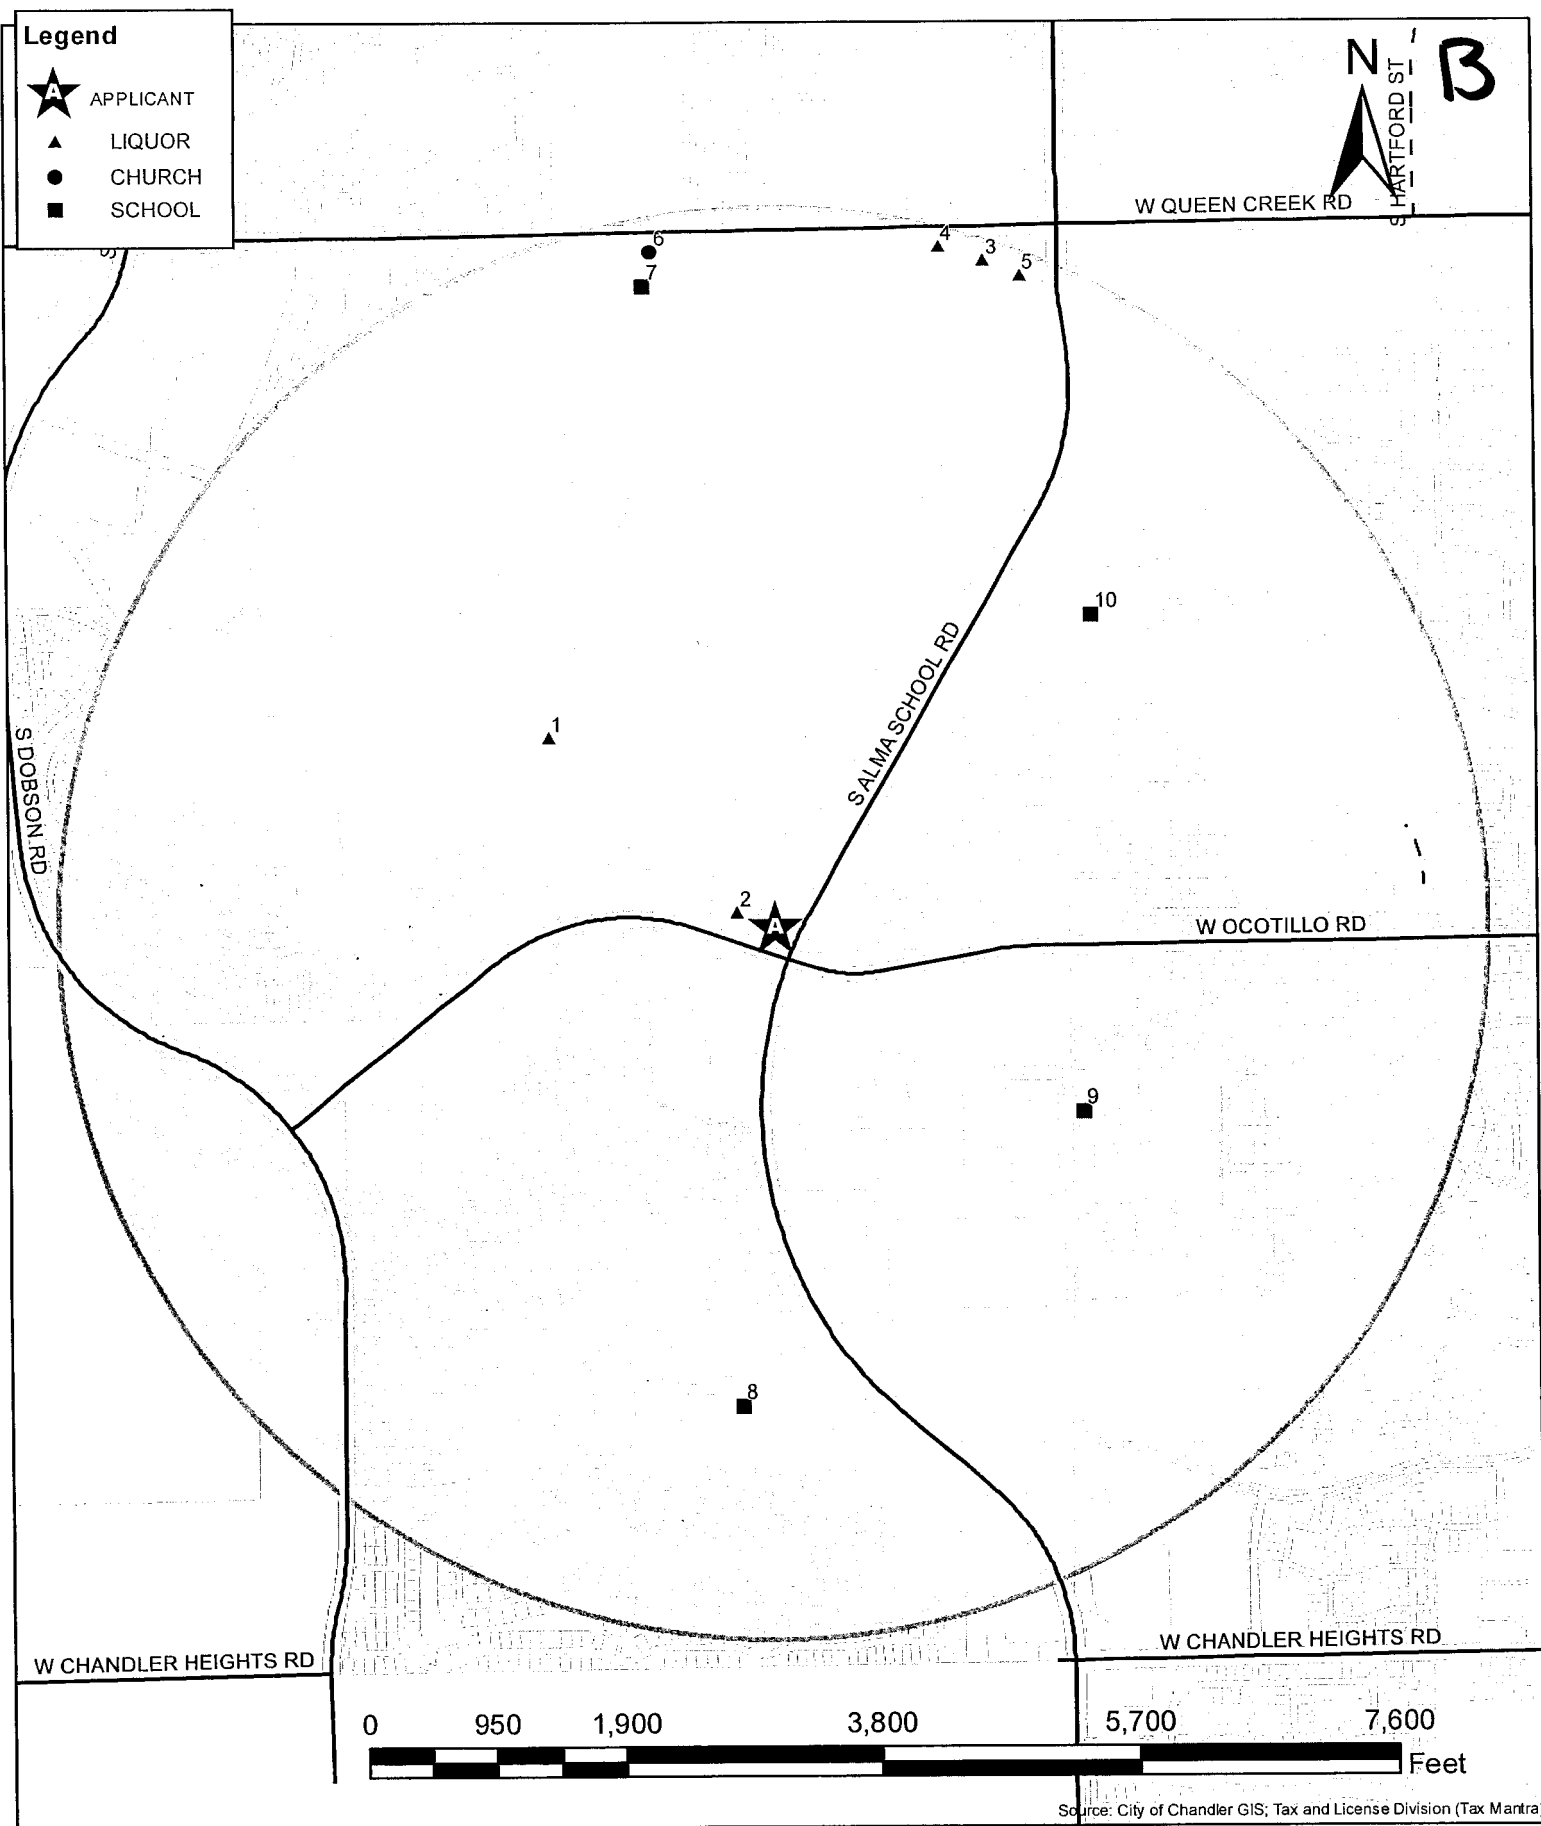 Legend
A APPLICANT
LIQUOR
CHURCH
SCHOOL
N
S HARTFORD ST
B
W QUEEN CREEK RD
S
6
7
4
3
5
10
S ALMA SCHOOL RD
1
S DOBSON RD
2
A
W OCOTILLO RD
9
8
W CHANDLER HEIGHTS RD
W CHANDLER HEIGHTS RD
0 950 1,900 3,800 5,700 7,600
Feet
Source: City of Chandler GIS; Tax and License Division (Tax Mantra